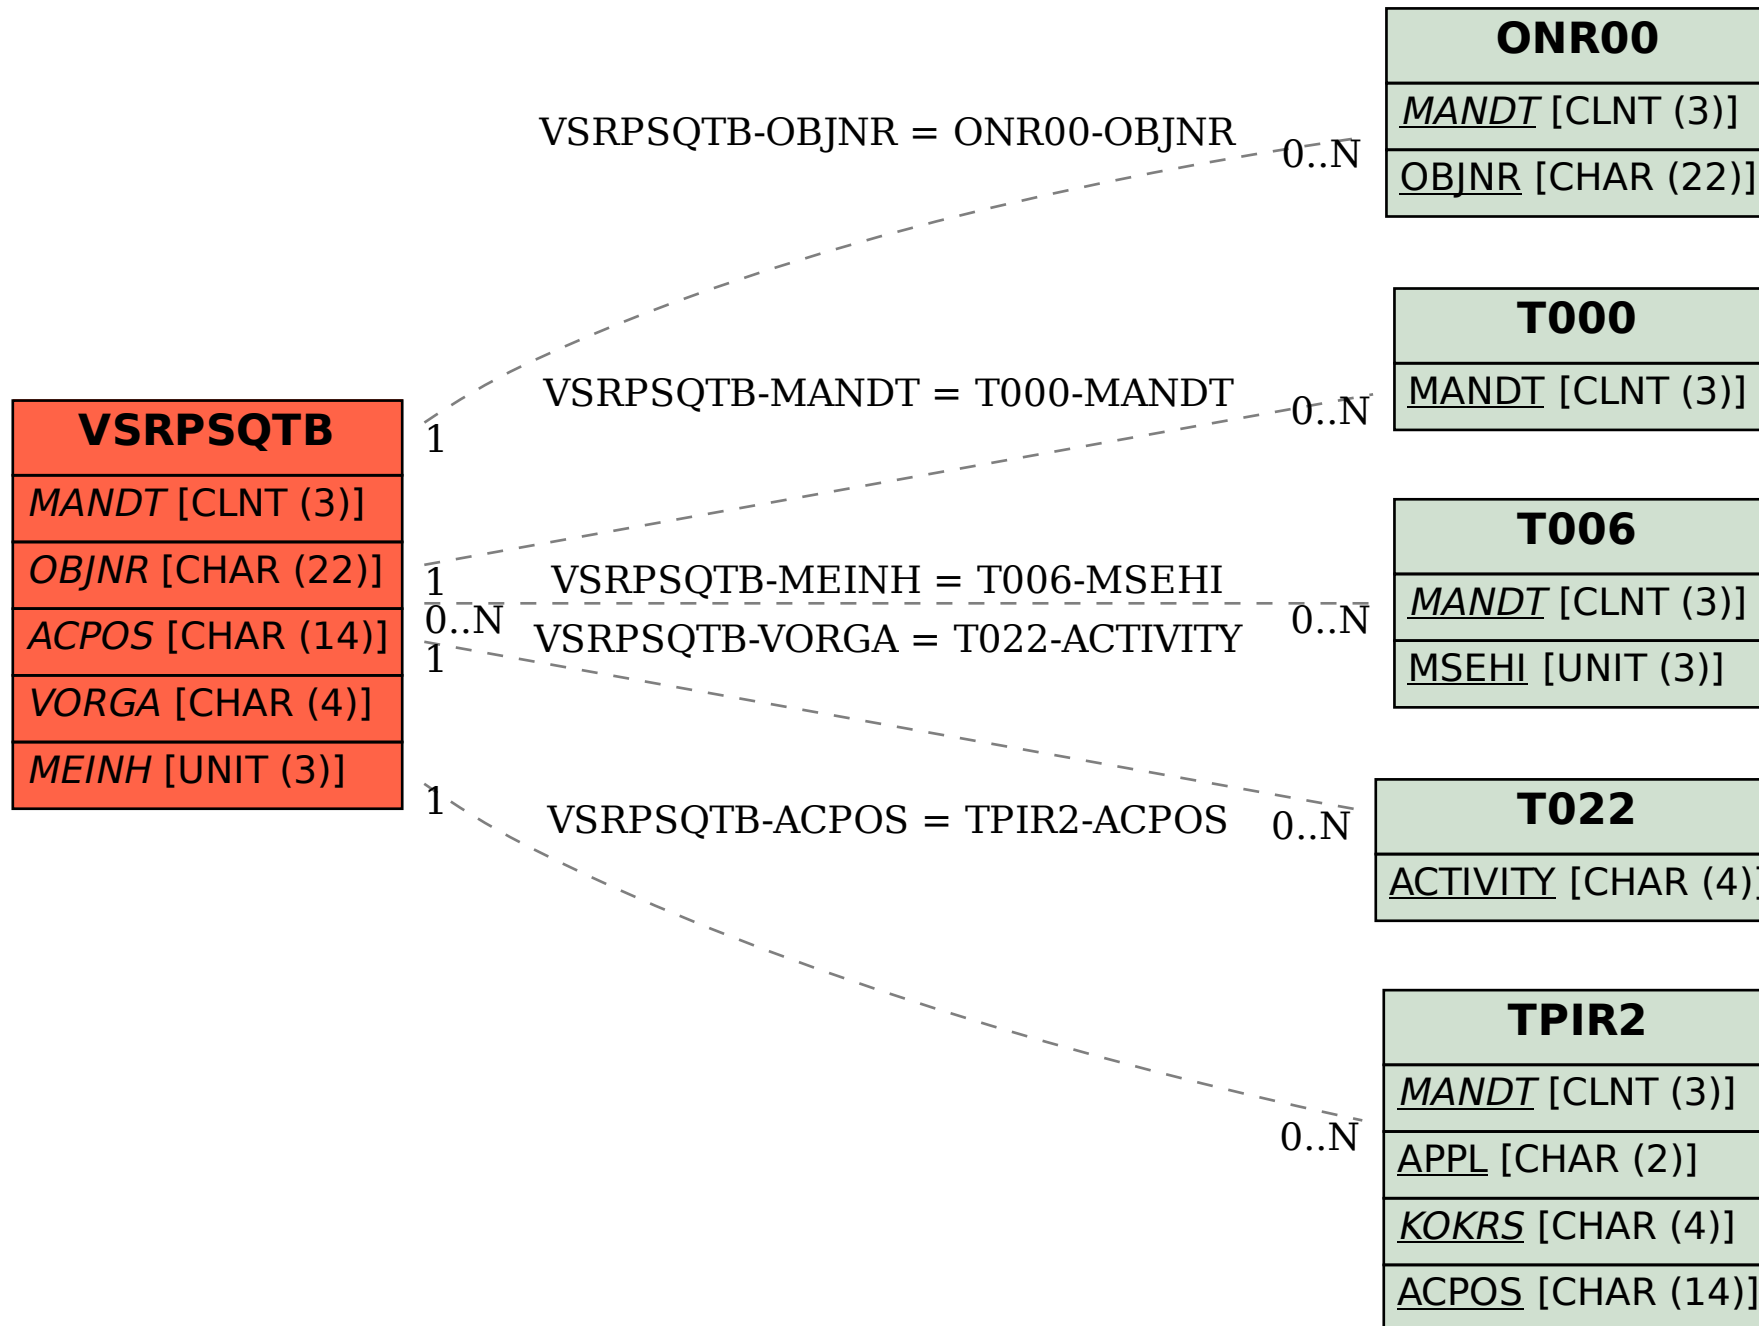 VSRPSQTB
MANDT [CLNT (3)]
OBJNR [CHAR (22)]
ACPOS [CHAR (14)]
VORGA [CHAR (4)]
MEINH [UNIT (3)]
VSRPSQTB-OBJNR = ONR00-OBJNR
0..N
1
VSRPSQTB-MANDT = T000-MANDT
0..N
1
VSRPSQTB-MEINH = T006-MSEHI
0..N
0..N
VSRPSQTB-VORGA = T022-ACTIVITY
1
0..N
VSRPSQTB-ACPOS = TPIR2-ACPOS
1
0..N
ONR00
MANDT [CLNT (3)]
OBJNR [CHAR (22)]
T000
MANDT [CLNT (3)]
T006
MANDT [CLNT (3)]
MSEHI [UNIT (3)]
T022
ACTIVITY [CHAR (4)]
TPIR2
MANDT [CLNT (3)]
APPL [CHAR (2)]
KOKRS [CHAR (4)]
ACPOS [CHAR (14)]